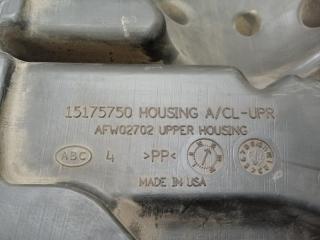 15175750 HOUSING A/CL-UPR
AFW02702 UPPER HOUSING
ABC 4 >PP<
MADE IN USA